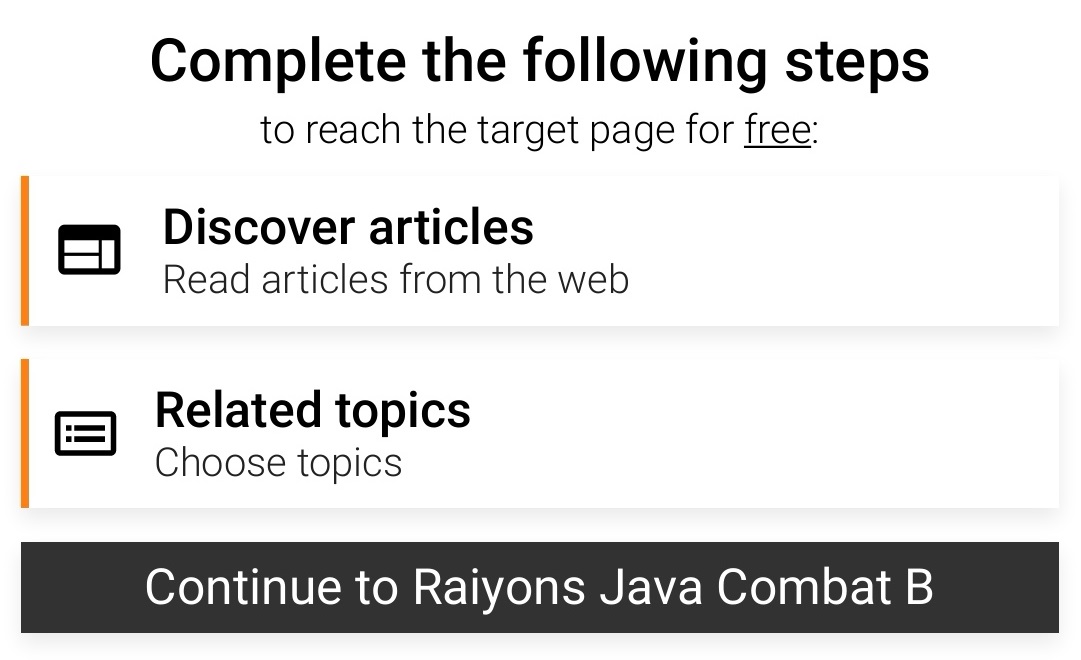 Complete the following steps
to reach the target page for free:
Discover articles
Read articles from the web
Related topics
Choose topics
Continue to Raiyons Java Combat B